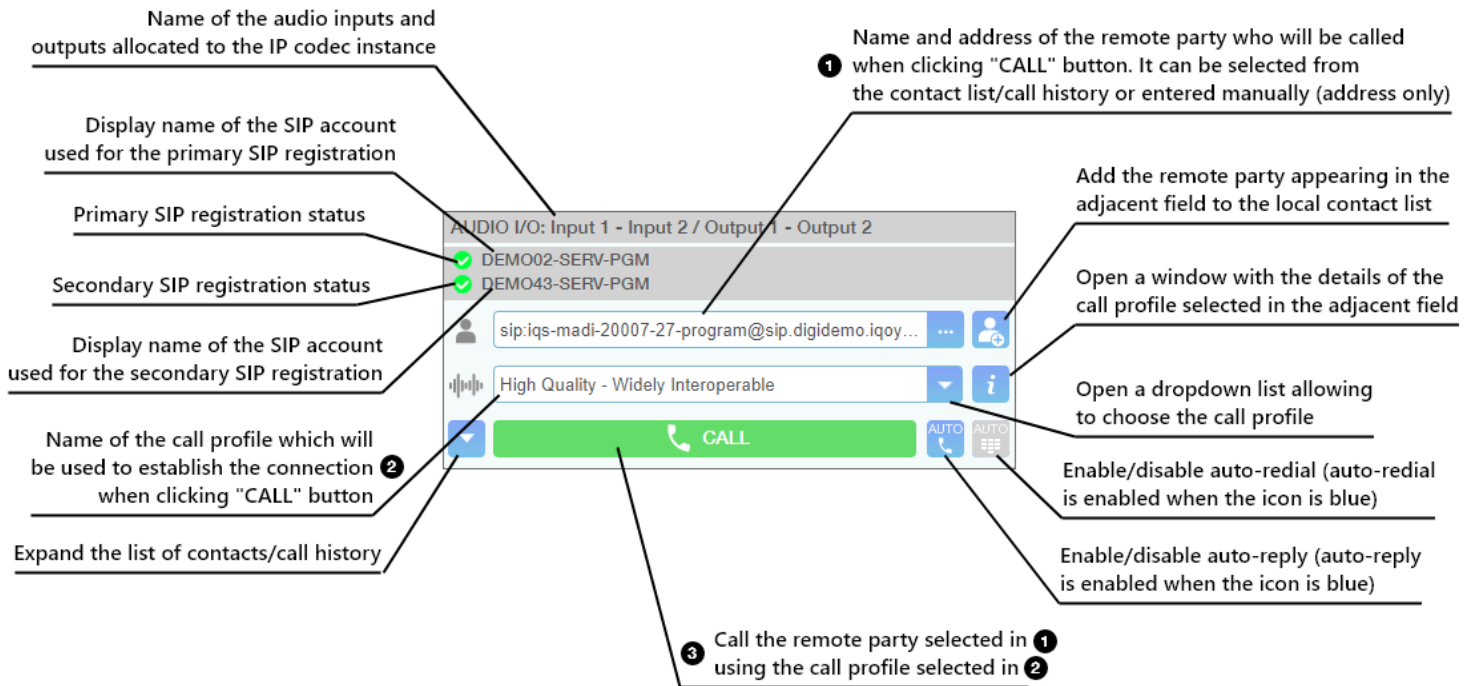 Name of the audio inputs and
outputs allocated to the IP codec instance
Name and address of the remote party who will be called
1 when clicking "CALL" button. It can be selected from
the contact list/call history or entered manually (address only)
Display name of the SIP account
used for the primary SIP registration
Primary SIP registration status
Secondary SIP registration status
Display name of the SIP account
used for the secondary SIP registration
Name of the call profile which will
be used to establish the connection 2
when clicking "CALL" button
Expand the list of contacts/call history
AUDIO I/O: Input 1 - Input 2 / Output 1 - Output 2
DEMO02-SERV-PGM
DEMO43-SERV-PGM
sip:iqs-madi-20007-27-program@sip.digidemo.iqoy... ...
High Quality - Widely Interoperable i
CALL AUTO AUTO
Add the remote party appearing in the
adjacent field to the local contact list
Open a window with the details of the
call profile selected in the adjacent field
Open a dropdown list allowing
to choose the call profile
Enable/disable auto-redial (auto-redial
is enabled when the icon is blue)
Enable/disable auto-reply (auto-reply
is enabled when the icon is blue)
3 Call the remote party selected in 1
using the call profile selected in 2